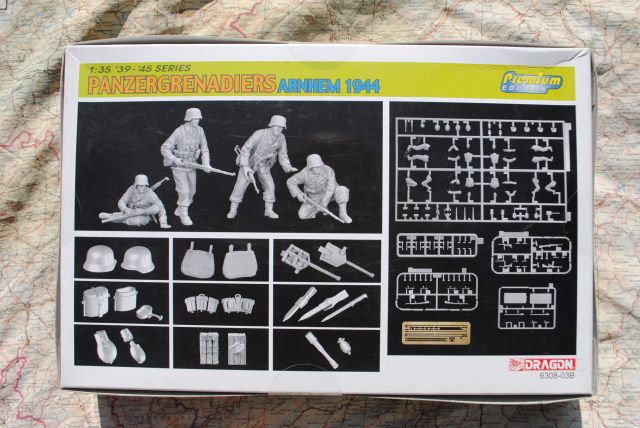 1:35 '39-'45 SERIES
PANZERGRENADIERS ARNHEM 1944
Premium
EDITION
DRAGON
6308-03B